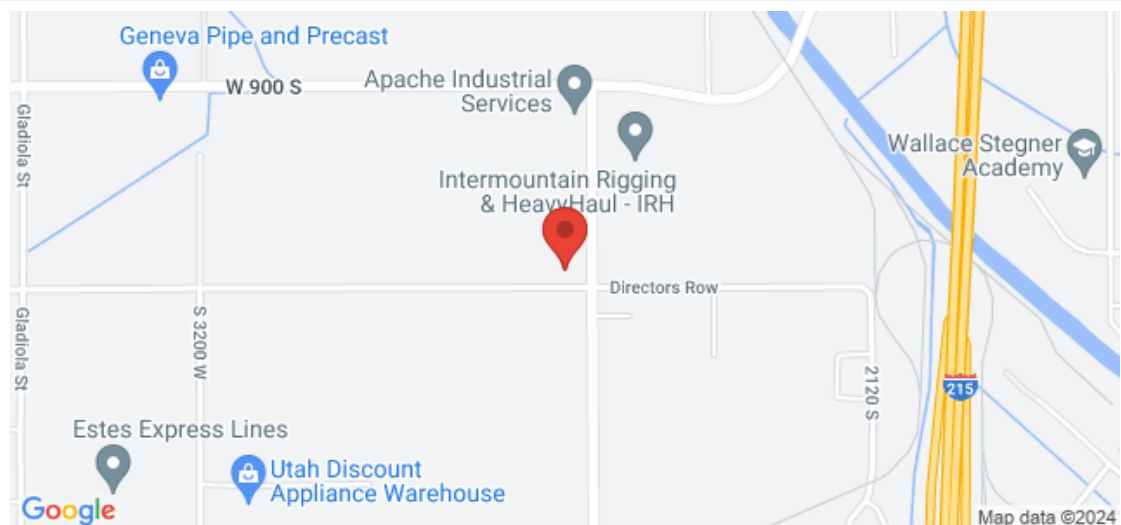 Geneva Pipe and Precast
W 900 S
Apache Industrial
Services
Gladiola St
Wallace Stegner
Academy
Intermountain Rigging
& HeavyHaul - IRH
Directors Row
S 3200 W
Gladiola St
2120 S
215
Estes Express Lines
Utah Discount
Appliance Warehouse
Google
Map data ©2024